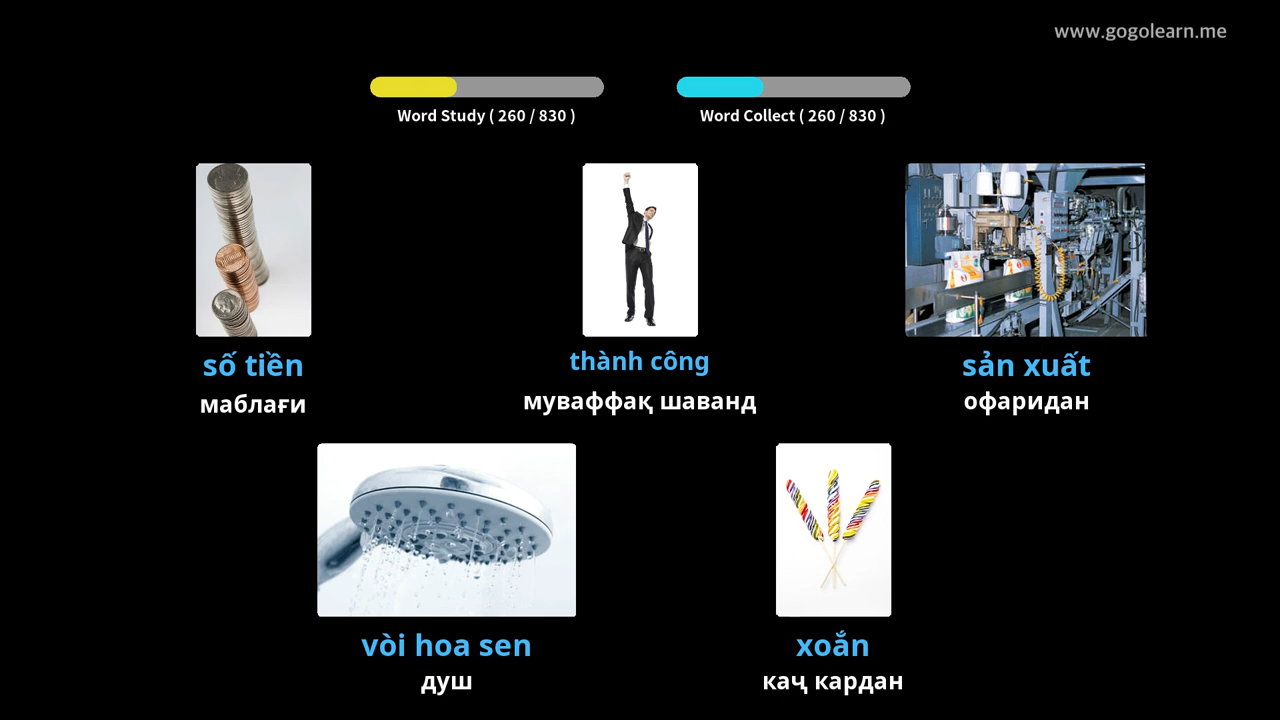 www.gogolearn.me
Word Study ( 260 / 830 )
Word Collect ( 260 / 830 )
số tiền
маблағи
thành công
муваффақ шаванд
sản xuất
офаридан
vòi hoa sen
душ
xoắn
каҷ кардан